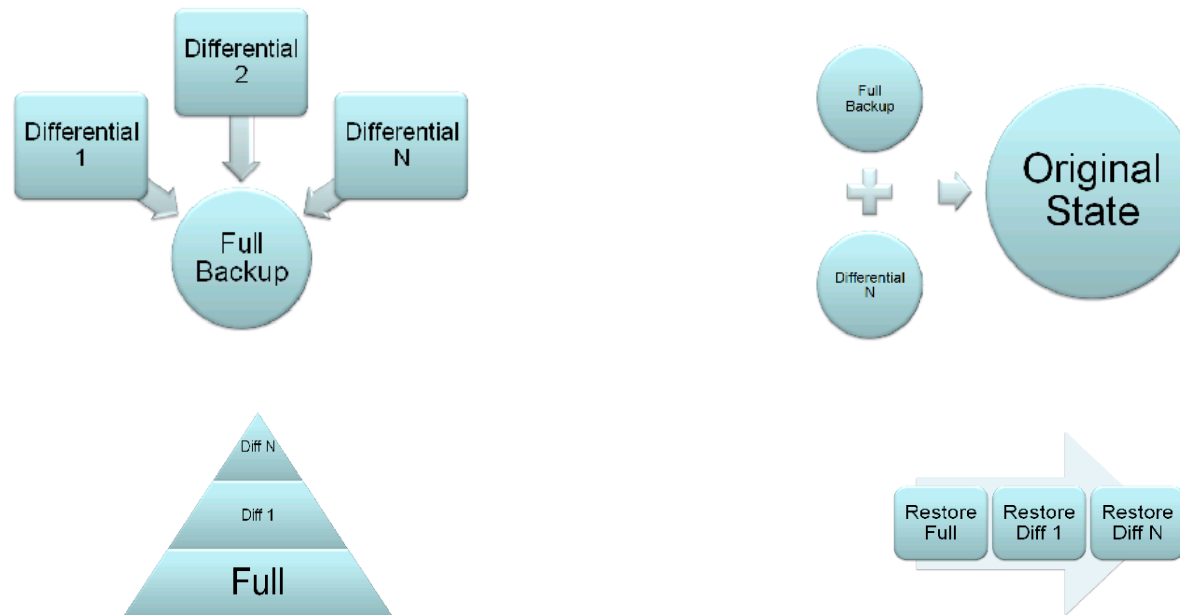 Differential
1
Differential
2
Differential
N
Full
Backup
Full
Backup
Differential
N
Original
State
Diff N
Diff 1
Full
Restore
Full
Restore
Diff 1
Restore
Diff N